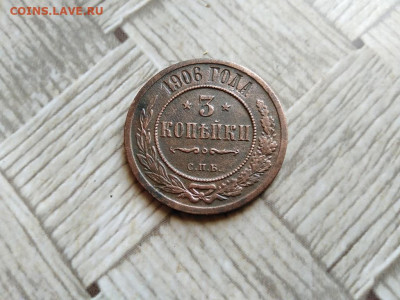 COINS.LAVE.RU
1906 ГОДА
* 3 *
КОПѢЙКИ
С.П.Б.